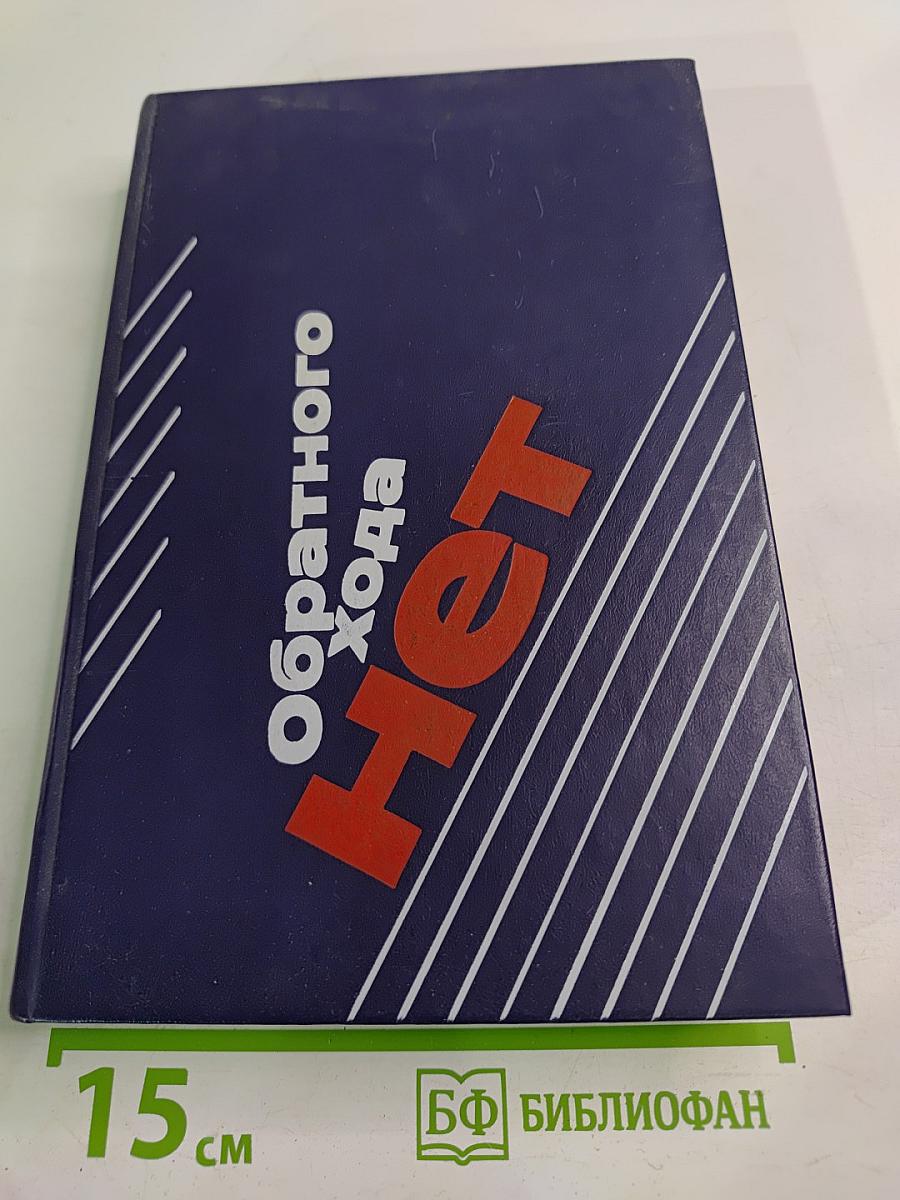 Обратного
хода
нет
15 см
БФ БИБЛИОФАН